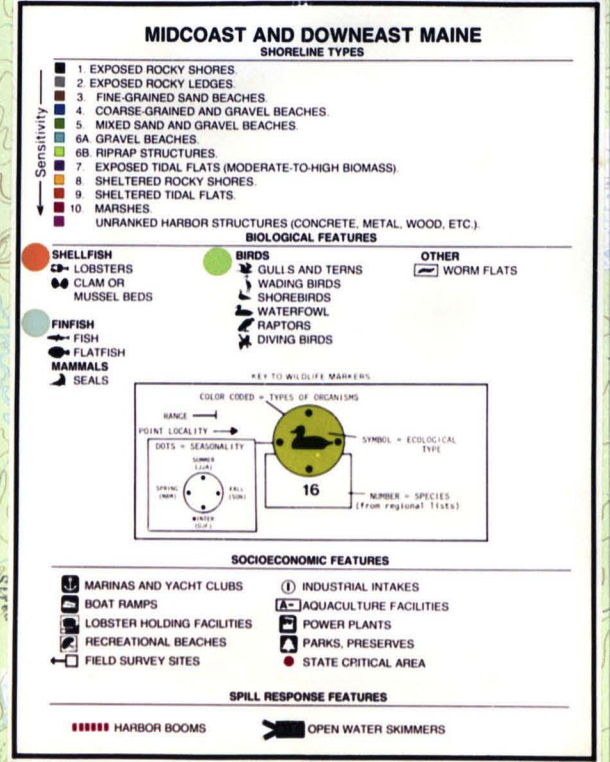 MIDCOAST AND DOWNEAST MAINE
SHORELINE TYPES
Sensitivity
1. EXPOSED ROCKY SHORES.
2. EXPOSED ROCKY LEDGES.
3. FINE-GRAINED SAND BEACHES.
4. COARSE-GRAINED AND GRAVEL BEACHES.
5. MIXED SAND AND GRAVEL BEACHES.
6A. GRAVEL BEACHES.
6B. RIPRAP STRUCTURES.
7. EXPOSED TIDAL FLATS (MODERATE-TO-HIGH BIOMASS).
8. SHELTERED ROCKY SHORES.
9. SHELTERED TIDAL FLATS.
10. MARSHES.
UNRANKED HARBOR STRUCTURES (CONCRETE, METAL, WOOD, ETC.).
BIOLOGICAL FEATURES
SHELLFISH
LOBSTERS
CLAM OR
MUSSEL BEDS
FINFISH
FISH
FLATFISH
MAMMALS
SEALS
BIRDS
GULLS AND TERNS
WADING BIRDS
SHOREBIRDS
WATERFOWL
RAPTORS
DIVING BIRDS
OTHER
WORM FLATS
KEY TO WILDLIFE MARKERS
COLOR CODED = TYPES OF ORGANISMS
RANGE
POINT LOCALITY
DOTS = SEASONALITY
SUMMER
(JJA)
SPRING
(MAM)
FALL
(SON)
WINTER
(DJF)
SYMBOL = ECOLOGICAL
TYPE
16
NUMBER = SPECIES
(from regional lists)
SOCIOECONOMIC FEATURES
MARINAS AND YACHT CLUBS
BOAT RAMPS
LOBSTER HOLDING FACILITIES
RECREATIONAL BEACHES
FIELD SURVEY SITES
I INDUSTRIAL INTAKES
A- AQUACULTURE FACILITIES
POWER PLANTS
PARKS, PRESERVES
STATE CRITICAL AREA
SPILL RESPONSE FEATURES
HARBOR BOOMS
OPEN WATER SKIMMERS